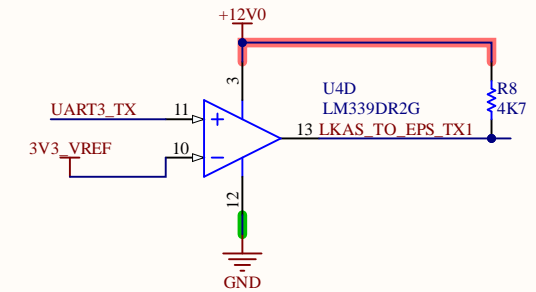 +12V0
3
U4D
LM339DR2G
R8
4K7
UART3_TX
11
+
13
LKAS_TO_EPS_TX1
3V3_VREF
10
−
12
GND